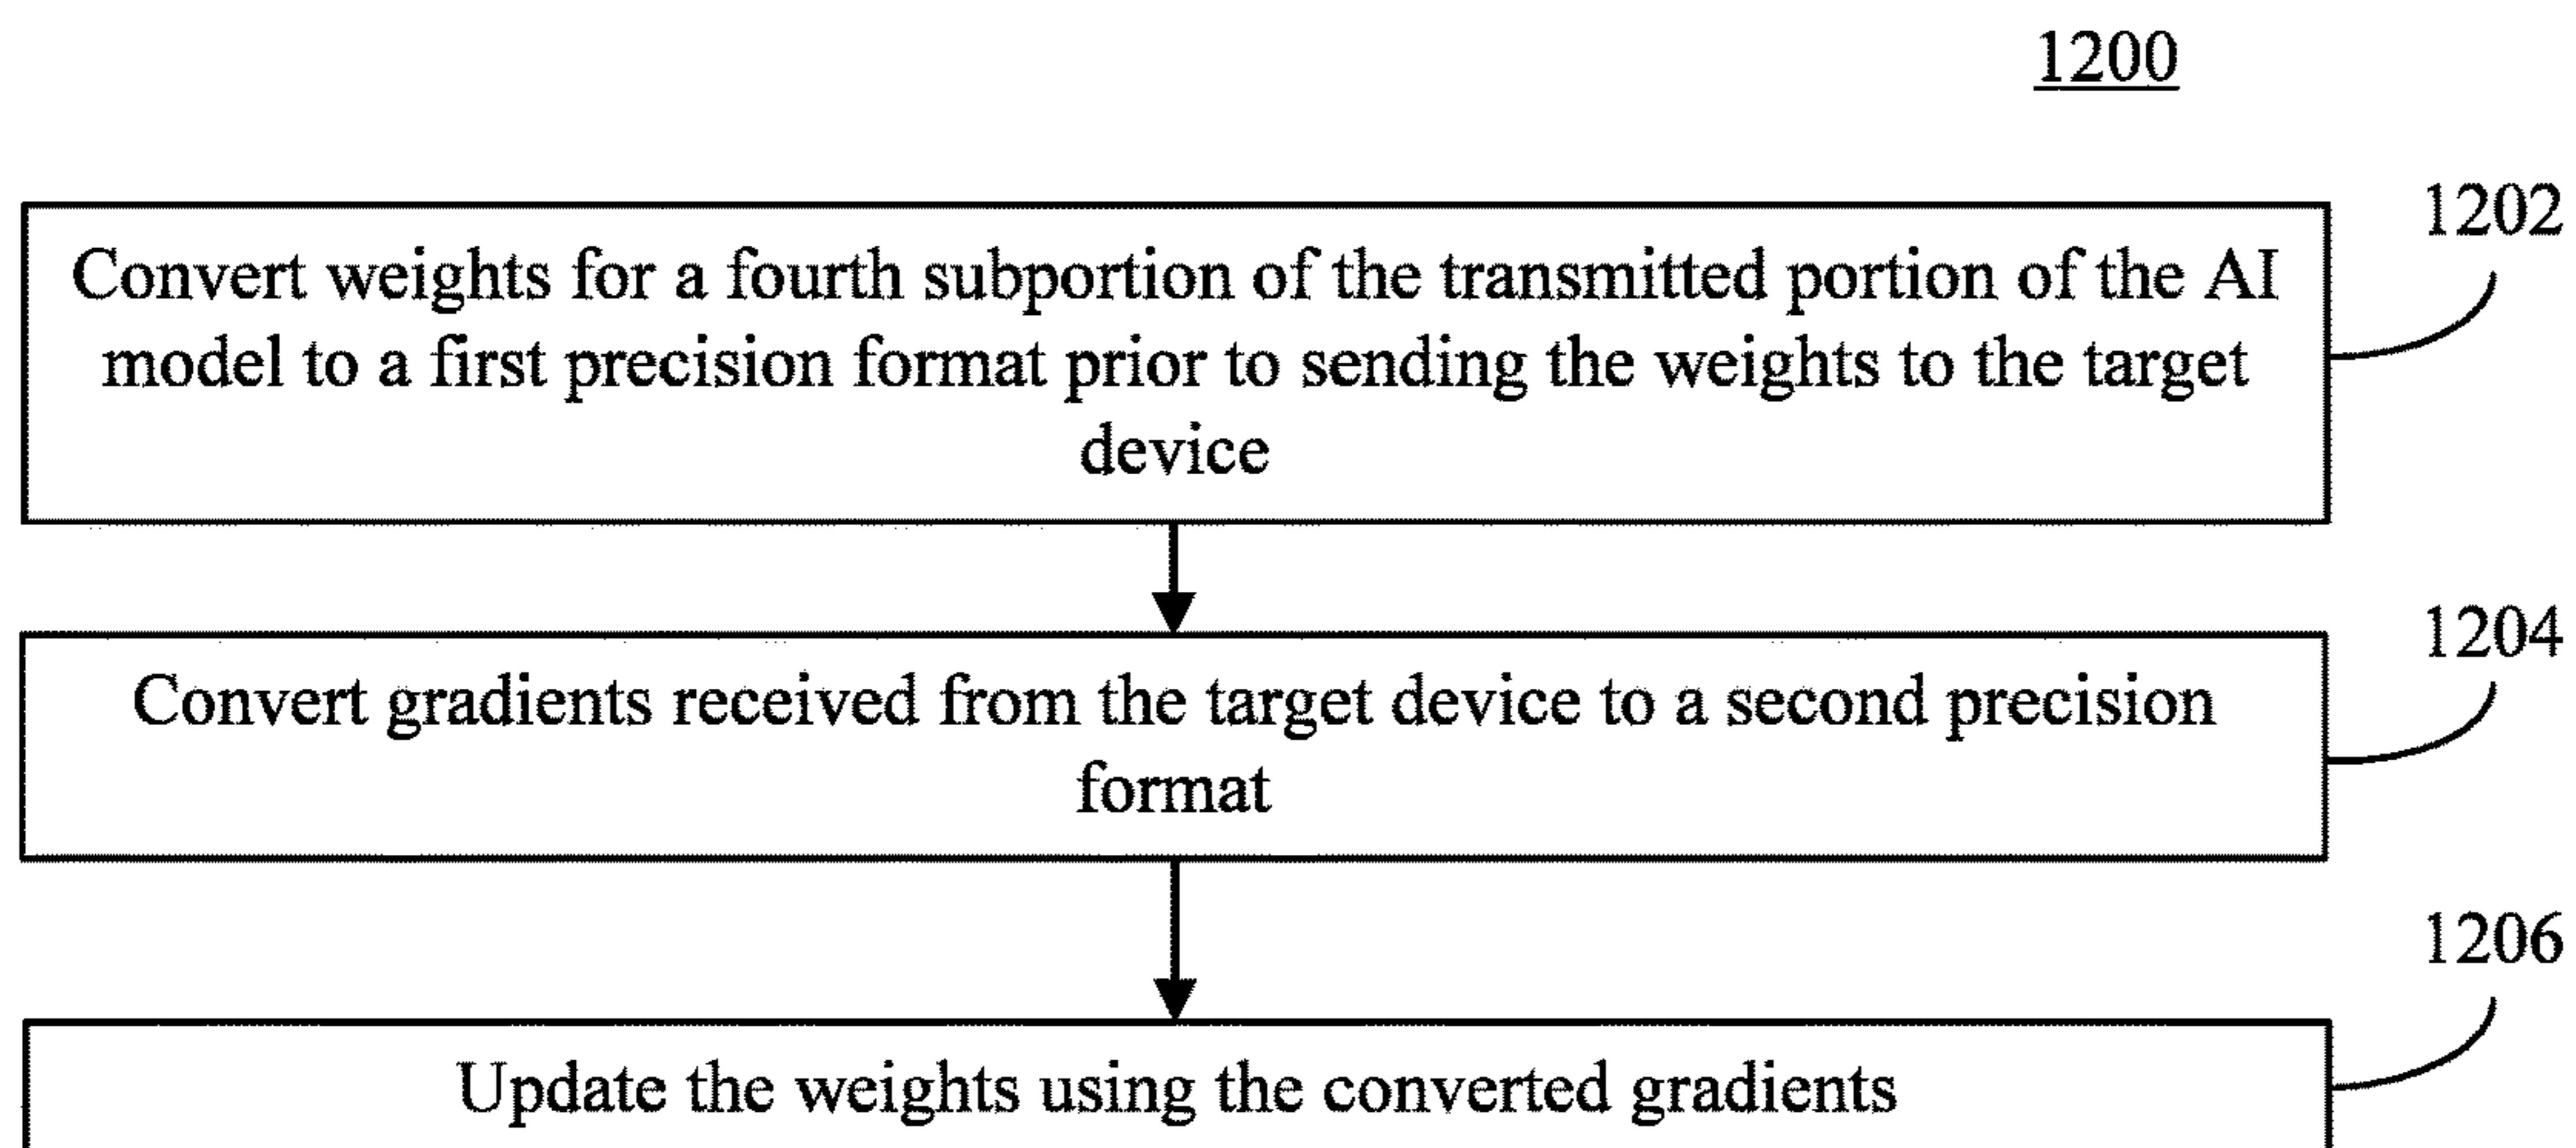 1200
1202
Convert weights for a fourth subportion of the transmitted portion of the AI
model to a first precision format prior to sending the weights to the target
device
1204
Convert gradients received from the target device to a second precision
format
1206
Update the weights using the converted gradients